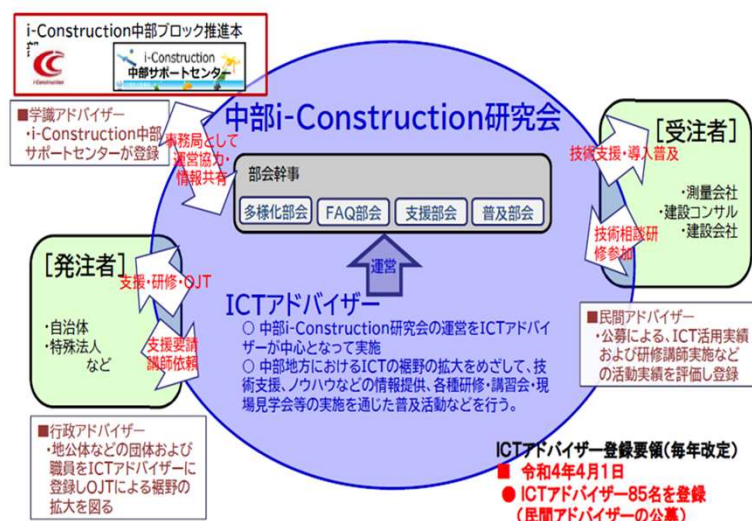 i-Construction中部ブロック推進本
部
i-Construction
i-Construction
中部サポートセンター
■学識アドバイザー
・i-Construction中部
サポートセンターが登録
事務局として
運営協力・
情報共有
中部i-Construction研究会
部会幹事
多様化部会
FAQ部会
支援部会
普及部会
運営
[受注者]
技術支援・導入普及
・測量会社
・建設コンサル
・建設会社
技術相談研
修参加
[発注者]
支援・研修・OJT
・自治体
・特殊法人
など
支援要請
講師依頼
ICTアドバイザー
○ 中部i-Construction研究会の運営をICTアドバイ
ザーが中心となって実施
○ 中部地方におけるICTの裾野の拡大をめざして、技
術支援、ノウハウなどの情報提供、各種研修・講習会・現
場見学会等の実施を通じた普及活動などを行う。
■民間アドバイザー
・公募による、ICT活用実績
および研修講師実施など
の活動実績を評価し登録
■行政アドバイザー
・地公体などの団体および
職員をICTアドバイザーに
登録しOJTによる裾野の
拡大を図る
ICTアドバイザー登録要領(毎年改定)
■ 令和4年4月1日
● ICTアドバイザー85名を登録
(民間アドバイザーの公募)